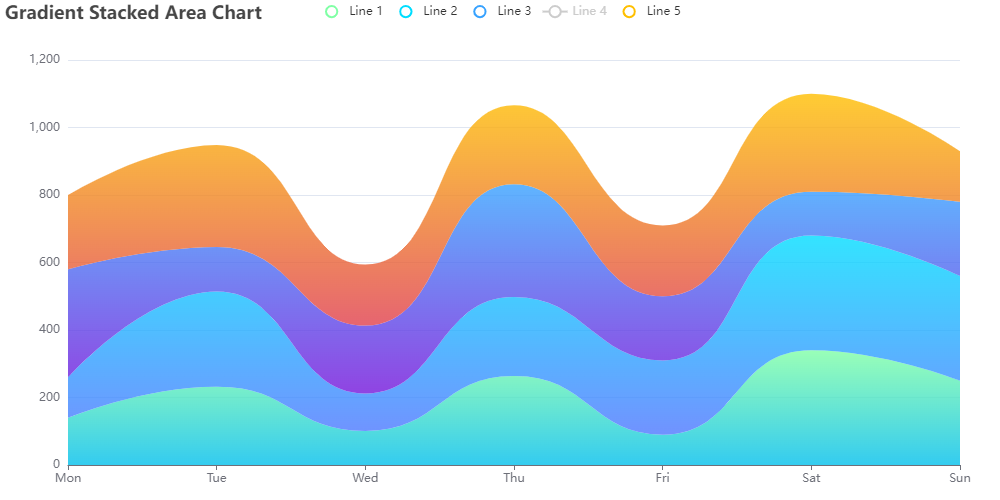 Gradient Stacked Area Chart
Line 1 Line 2 Line 3 Line 4 Line 5
1,200
1,000
800
600
400
200
0
Mon Tue Wed Thu Fri Sat Sun